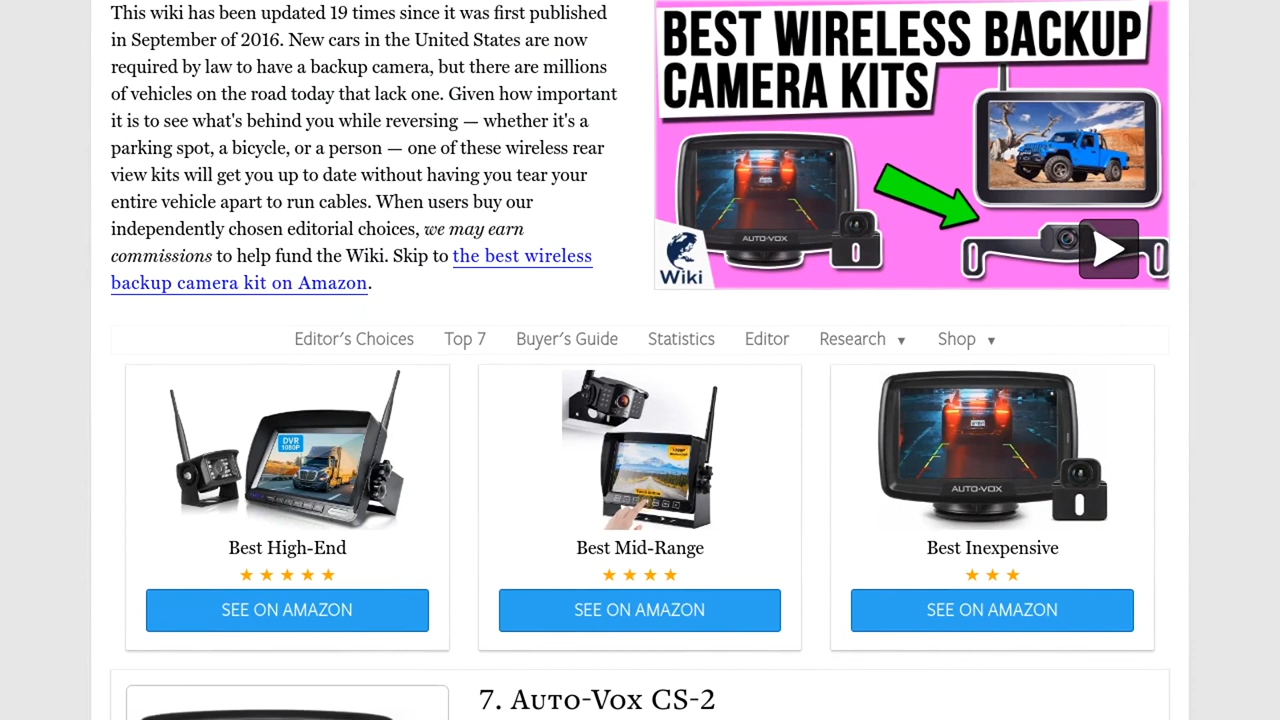 This wiki has been updated 19 times since it was first published
in September of 2016. New cars in the United States are now
required by law to have a backup camera, but there are millions
of vehicles on the road today that lack one. Given how important
it is to see what's behind you while reversing — whether it's a
parking spot, a bicycle, or a person — one of these wireless rear
view kits will get you up to date without having you tear your
entire vehicle apart to run cables. When users buy our
independently chosen editorial choices, we may earn
commissions to help fund the Wiki. Skip to the best wireless
backup camera kit on Amazon.
BEST WIRELESS BACKUP
CAMERA KITS
AUTO-VOX
Wiki
Editor's Choices Top 7 Buyer's Guide Statistics Editor Research ▼ Shop ▼
DVR
1080P
AUTO-VOX
Best High-End Best Mid-Range Best Inexpensive
★ ★ ★ ★ ★ ★ ★ ★ ★ ★ ★ ★
SEE ON AMAZON SEE ON AMAZON SEE ON AMAZON
7. Auto-Vox CS-2